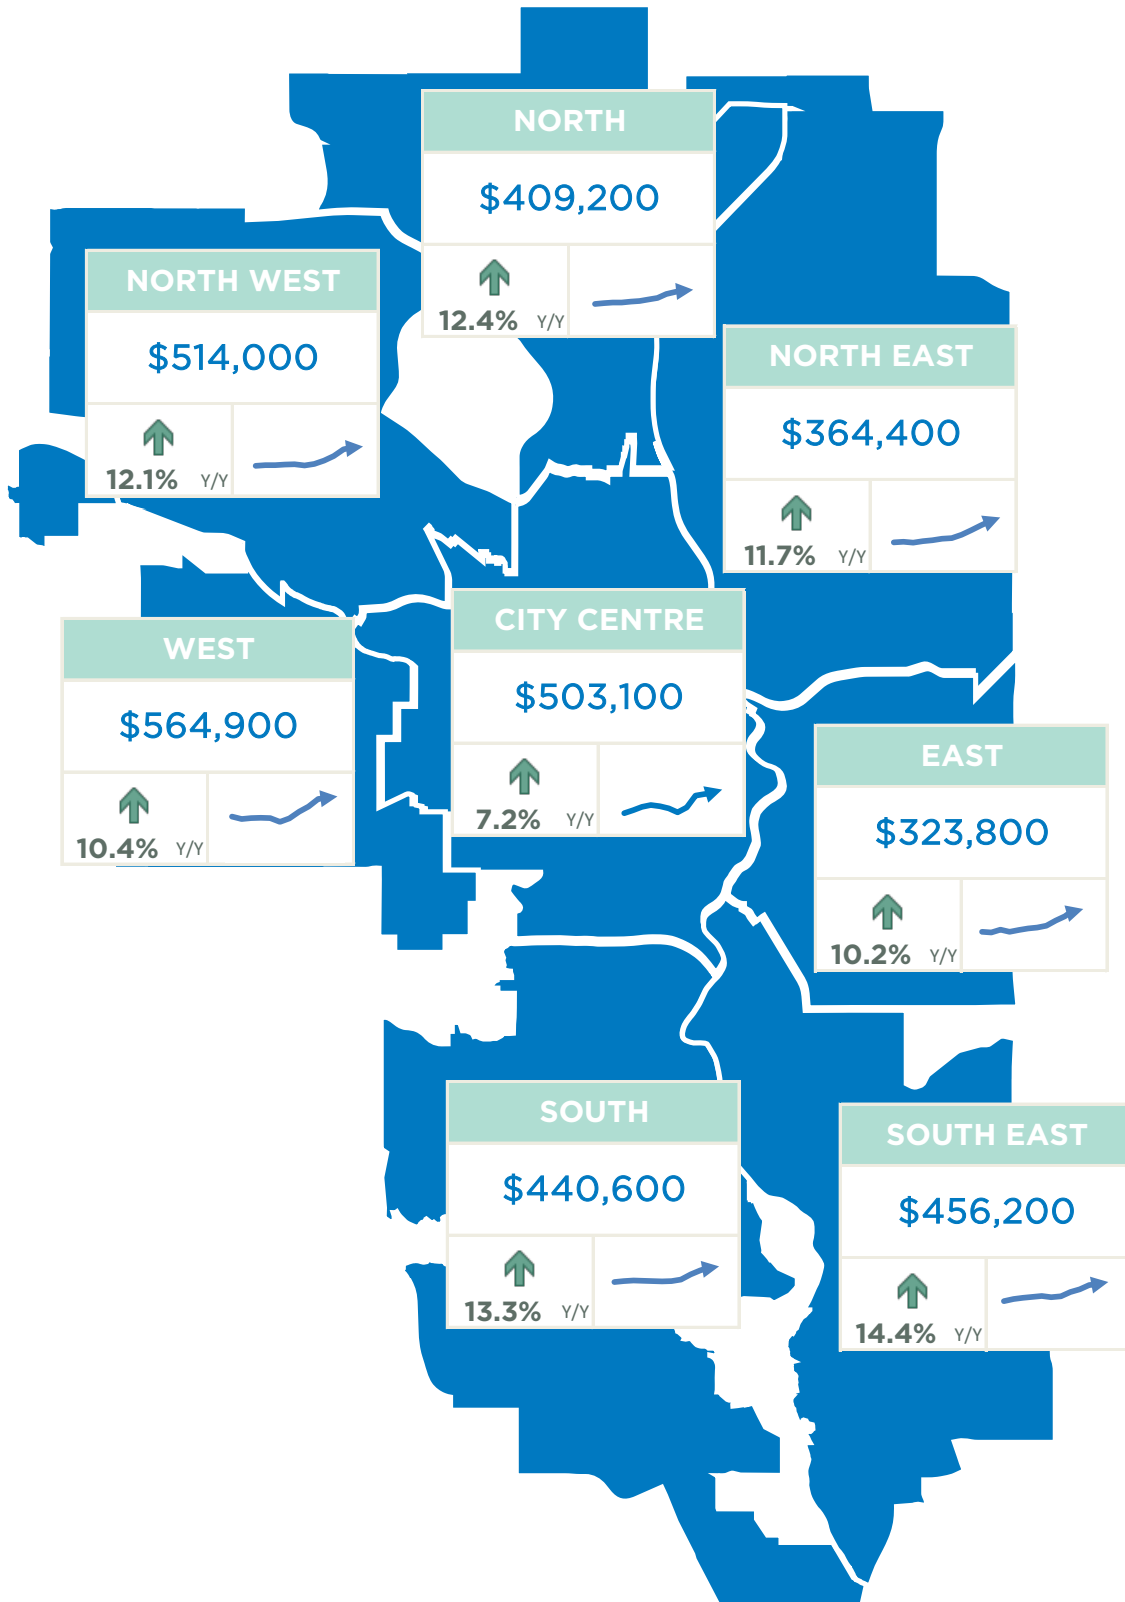 NORTH
$409,200
12.4% Y/Y
NORTH WEST
$514,000
12.1% Y/Y
NORTH EAST
$364,400
11.7% Y/Y
CITY CENTRE
$503,100
7.2% Y/Y
WEST
$564,900
10.4% Y/Y
EAST
$323,800
10.2% Y/Y
SOUTH
$440,600
13.3% Y/Y
SOUTH EAST
$456,200
14.4% Y/Y